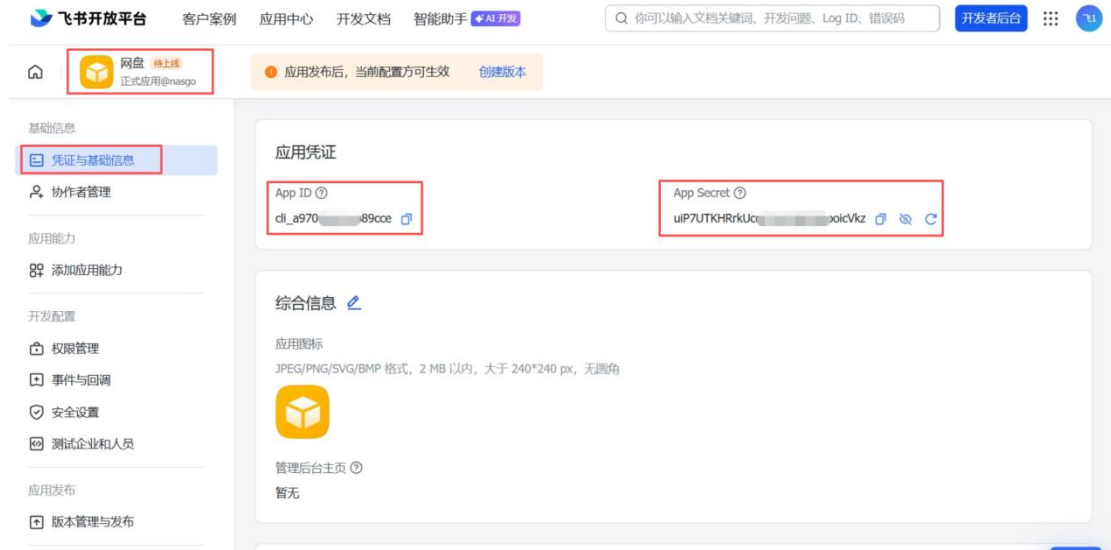 飞书开放平台 客户案例 应用中心 开发文档 智能助手 AI 开发 你可以输入文档关键词、开发问题、Log ID、错误码 开发者后台
网盘 待上线
正式应用@nasgo
应用发布后，当前配置方可生效 创建版本
基础信息
凭证与基础信息
协作者管理
应用能力
添加应用能力
开发配置
权限管理
事件与回调
安全设置
测试企业和人员
应用发布
版本管理与发布
应用凭证
App ID
cli_a970 89cce
App Secret
uiP7UTKHRrkUc oicVkz
综合信息
应用图标
JPEG/PNG/SVG/BMP 格式，2 MB 以内，大于 240*240 px，无圆角
管理后台主页
暂无